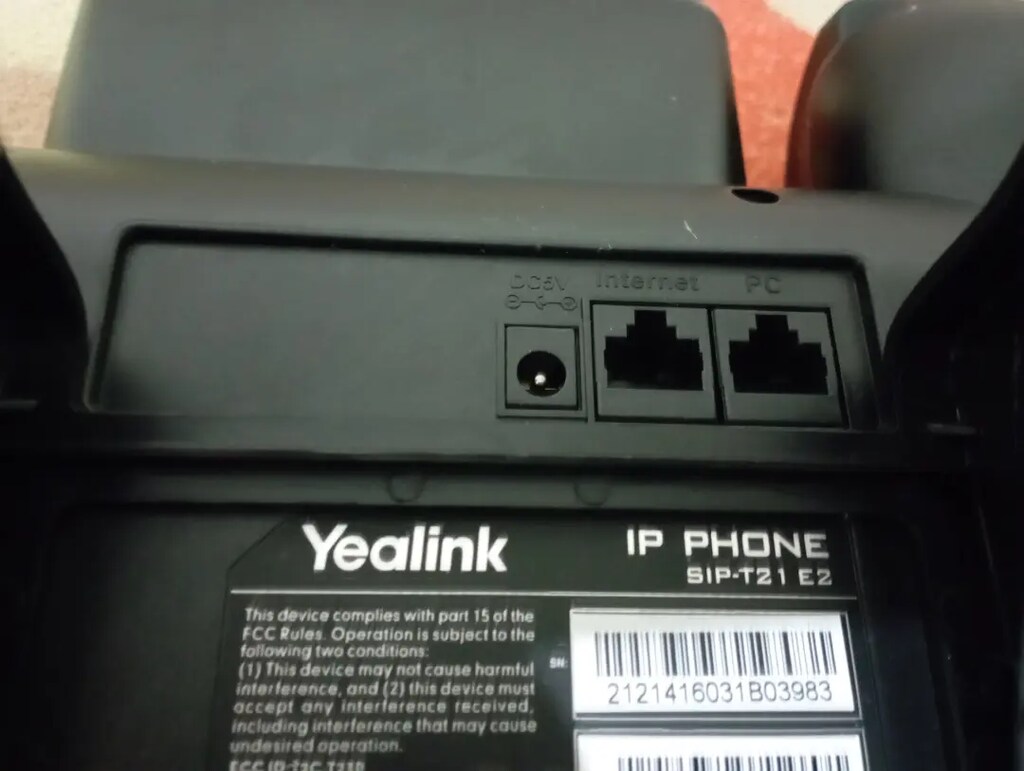 DC5V Internet PC
Yealink
IP PHONE
SIP-T21 E2
This device complies with part 15 of the
FCC Rules. Operation is subject to the
following two conditions:
(1) This device may not cause harmful
interference, and (2) this device must
accept any interference received,
including interference that may cause
undesired operation.
SN:
2121416031B03983